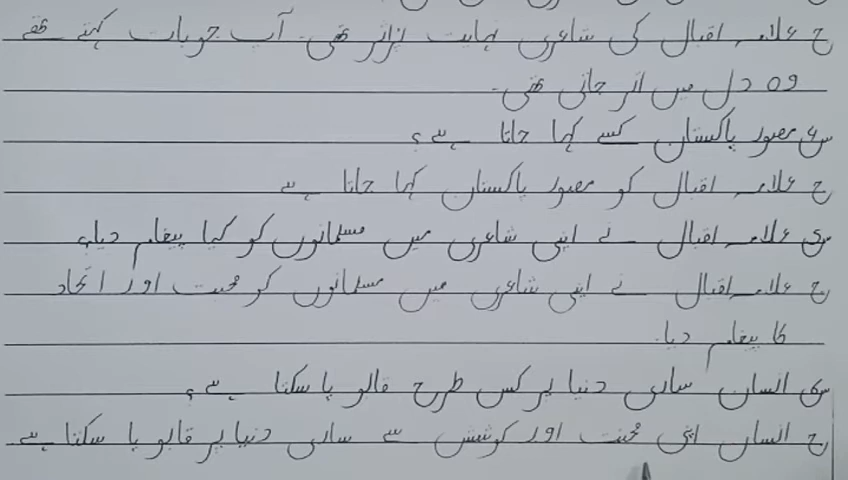 ج علامہ اقبال کی شاعری نہایت پراثر تھی۔ آپ جو بات کہتے تھے
وہ دل میں اتر جاتی تھی۔
س مصور پاکستان کسے کہا جاتا ہے؟
ج علامہ اقبال کو مصور پاکستان کہا جاتا ہے
س علامہ اقبال نے اپنی شاعری میں مسلمانوں کو کیا پیغام دیا؟
ج علامہ اقبال نے اپنی شاعری میں مسلمانوں کو محبت اور اتحاد
کا پیغام دیا۔
س انسان ساری دنیا پر کس طرح قابو پا سکتا ہے؟
ج انسان اپنی محنت اور کوشش سے ساری دنیا پر قابو پا سکتا ہے